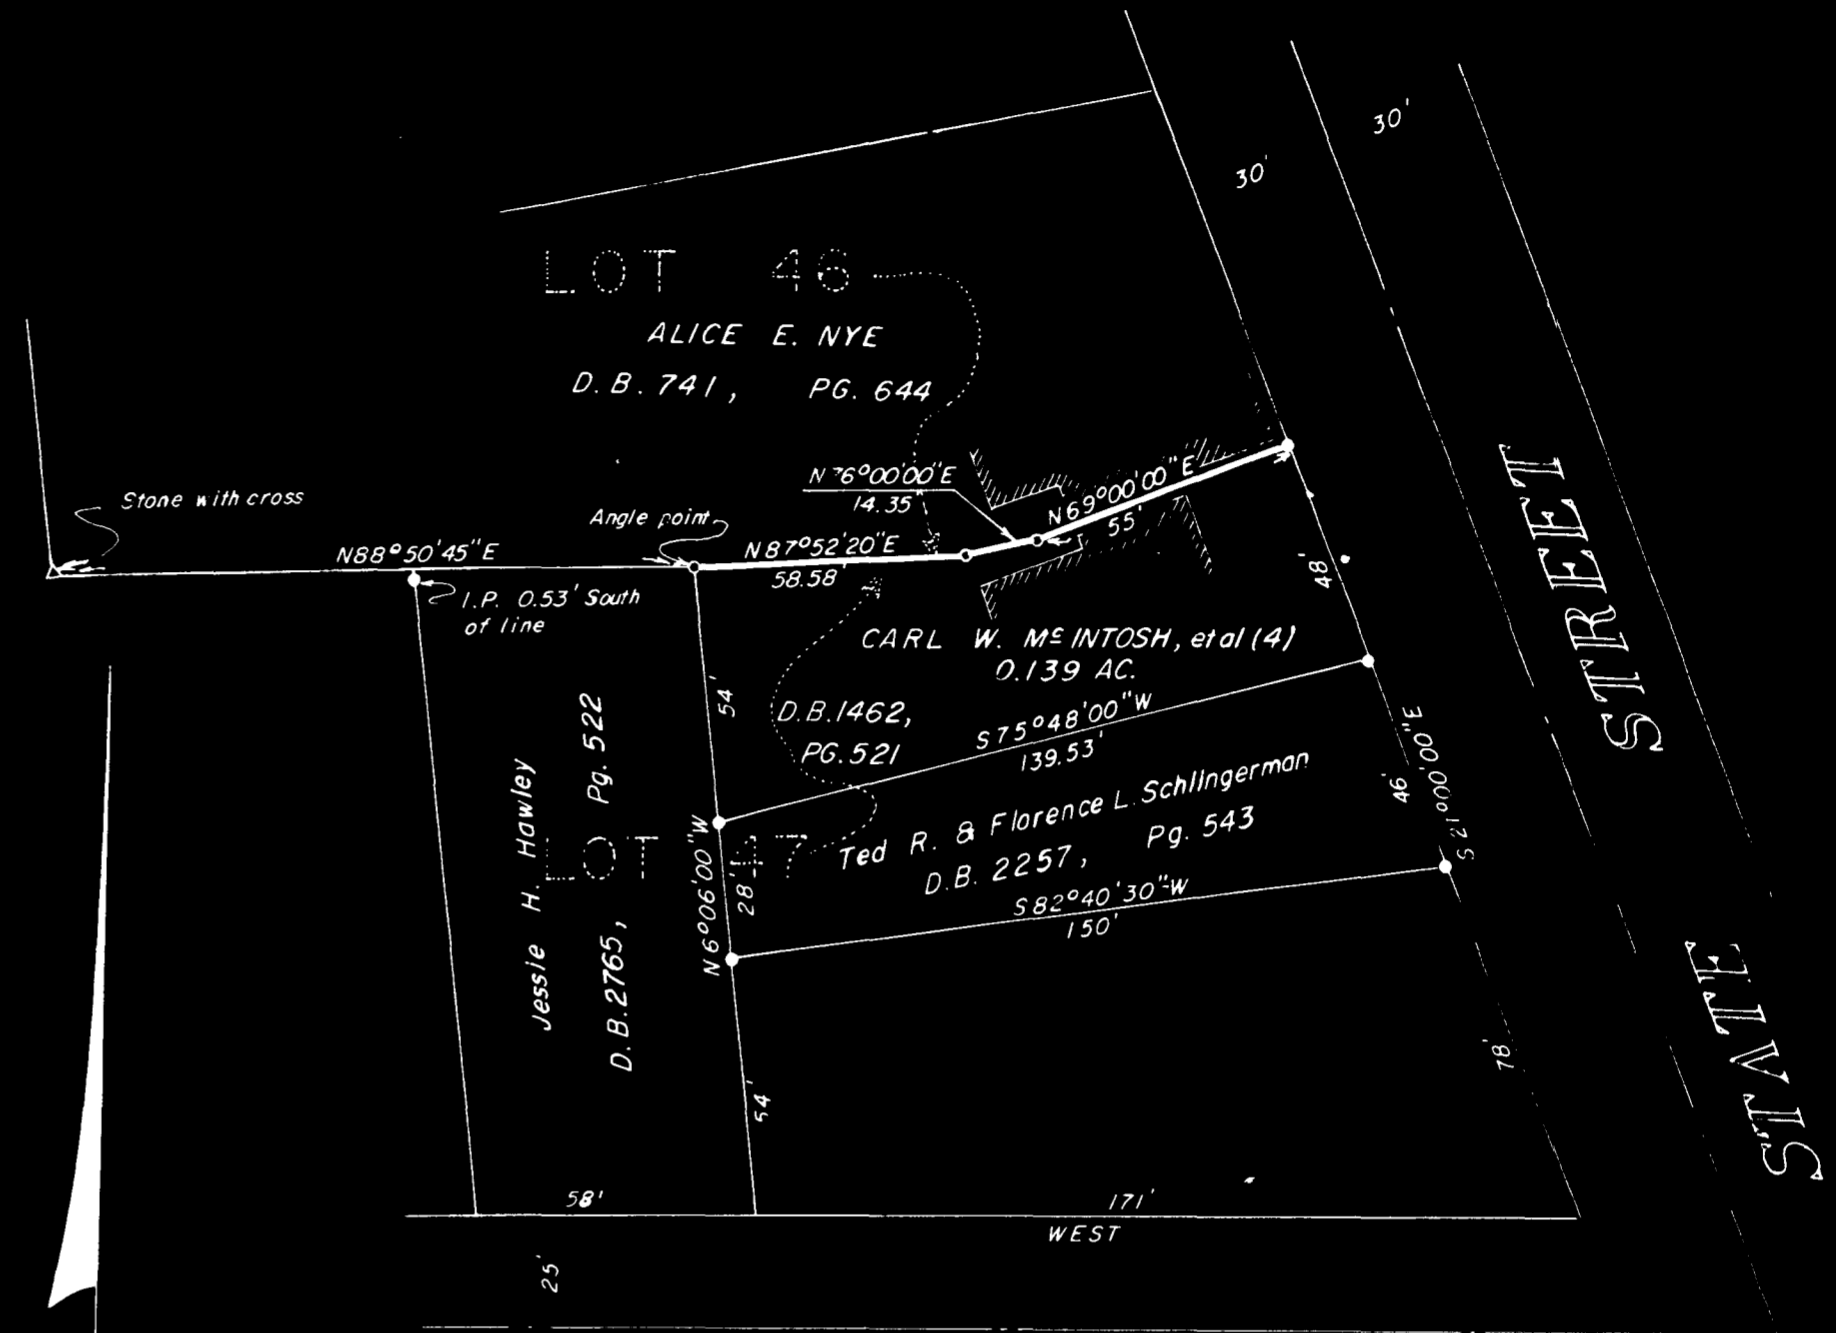 30'
30'
LOT 46
ALICE E. NYE
D.B. 741, PG. 644
Stone with cross
Angle point
N 76°00'00"E
14.35'
N88°50'45"E
N87°52'20"E
58.58'
N69°00'00"E
55'
I.P. 0.53' South
of line
48'
CARL W. McINTOSH, et al (4)
0.139 AC.
54'
D.B.1462,
PG.521
S75°48'00"W
139.53'
S 21°00'00"E
46'
STATE STREET
Jessie H. Hawley
D.B.2765, Pg. 522
LOT 47
Ted R. & Florence L. Schlingerman
D.B. 2257, Pg. 543
N 6°06'00"W
28'
S82°40'30"W
150'
78'
54'
58'
171'
WEST
25'